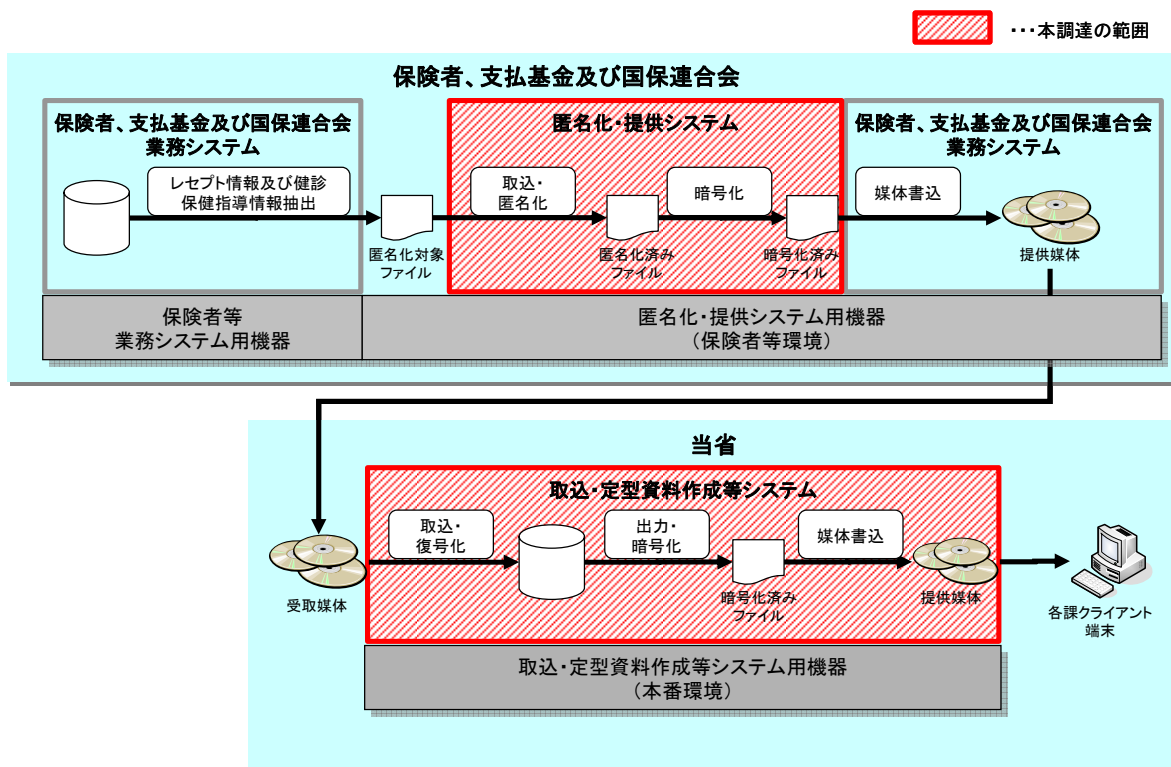 ・・・本調達の範囲
保険者、支払基金及び国保連合会
保険者、支払基金及び国保連合会
業務システム
匿名化・提供システム
保険者、支払基金及び国保連合会
業務システム
レセプト情報及び健診
保健指導情報抽出
取込・
匿名化
暗号化
媒体書込
匿名化対象
ファイル
匿名化済み
ファイル
暗号化済み
ファイル
提供媒体
保険者等
業務システム用機器
匿名化・提供システム用機器
（保険者等環境）
当省
取込・定型資料作成等システム
取込・
復号化
出力・
暗号化
媒体書込
受取媒体
暗号化済み
ファイル
提供媒体
各課クライアント
端末
取込・定型資料作成等システム用機器
（本番環境）